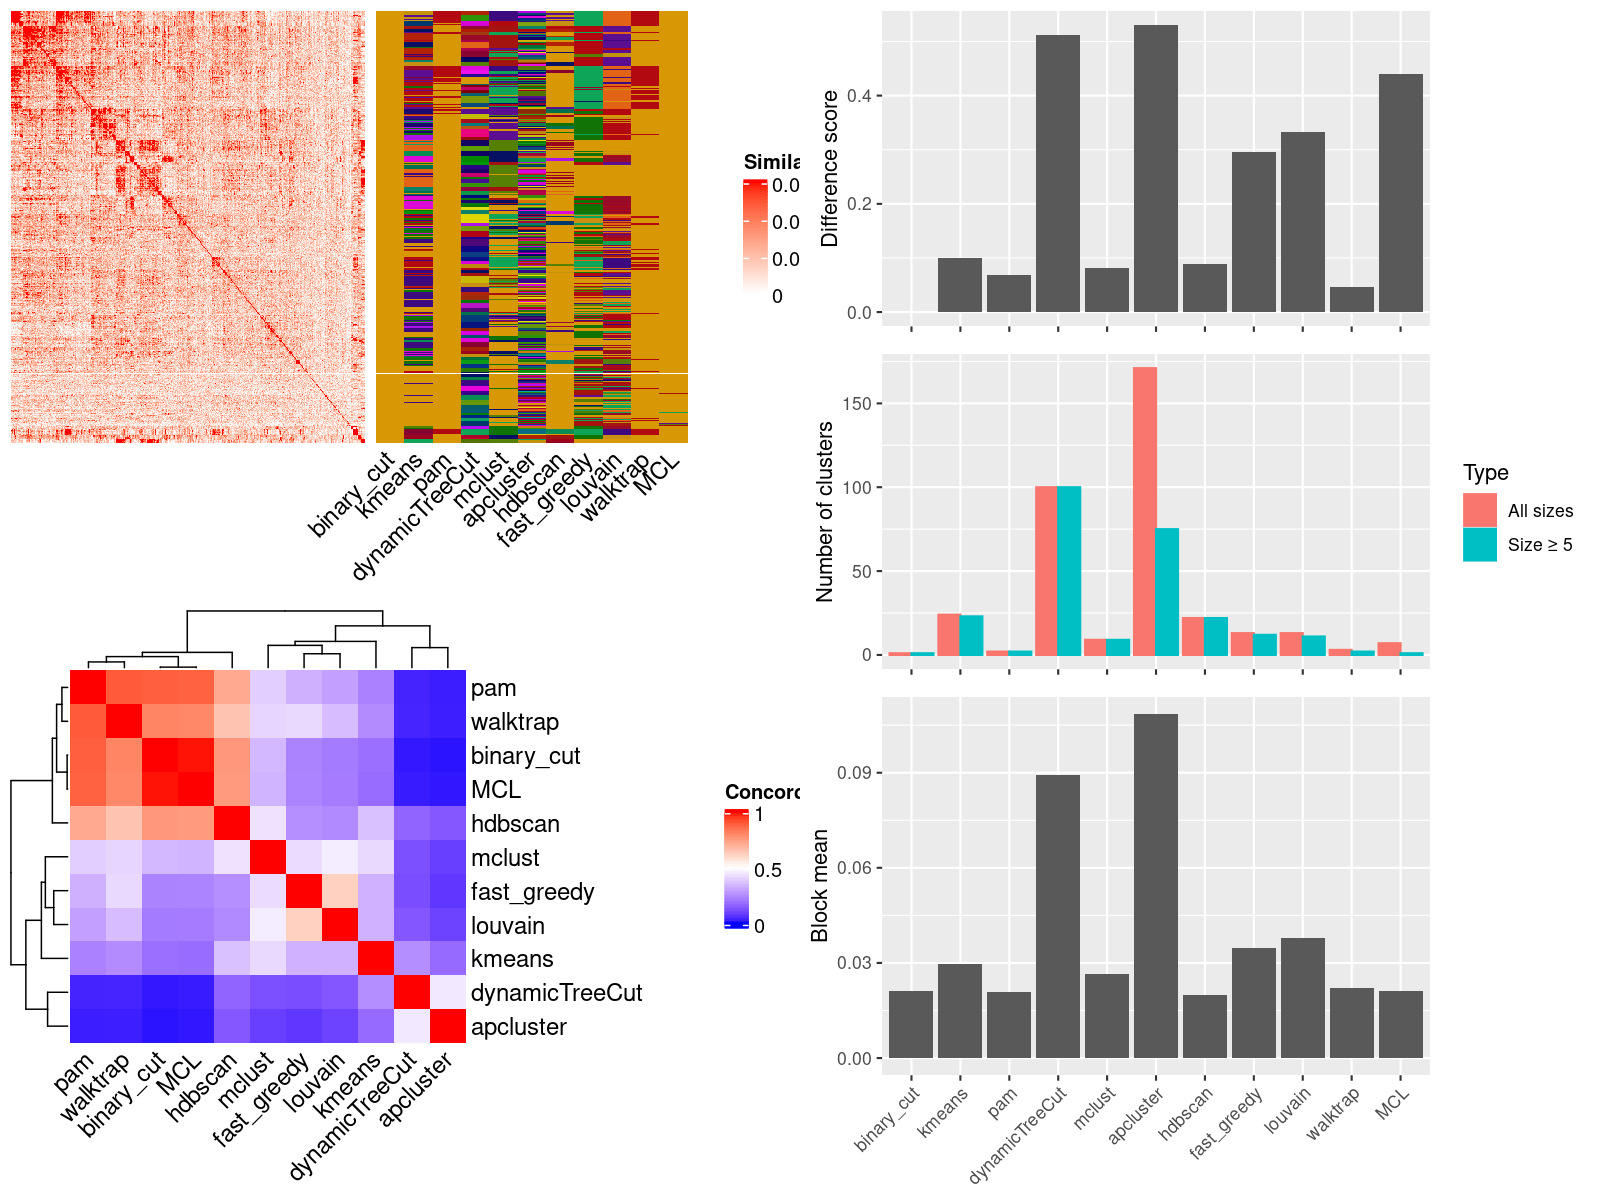 Simila
0.0
0.0
0.0
0
binary_cut
kmeans
pam
dynamicTreeCut
mclust
apcluster
hdbscan
fast_greedy
louvain
walktrap
MCL
pam
walktrap
binary_cut
MCL
hdbscan
mclust
fast_greedy
louvain
kmeans
dynamicTreeCut
apcluster
pam
walktrap
binary_cut
MCL
hdbscan
mclust
fast_greedy
louvain
kmeans
dynamicTreeCut
apcluster
Concord
1
0.5
0
Difference score
0.4
0.2
0.0
Number of clusters
150
100
50
0
Type
All sizes
Size ≥ 5
Block mean
0.09
0.06
0.03
0.00
binary_cut
kmeans
pam
dynamicTreeCut
mclust
apcluster
hdbscan
fast_greedy
louvain
walktrap
MCL